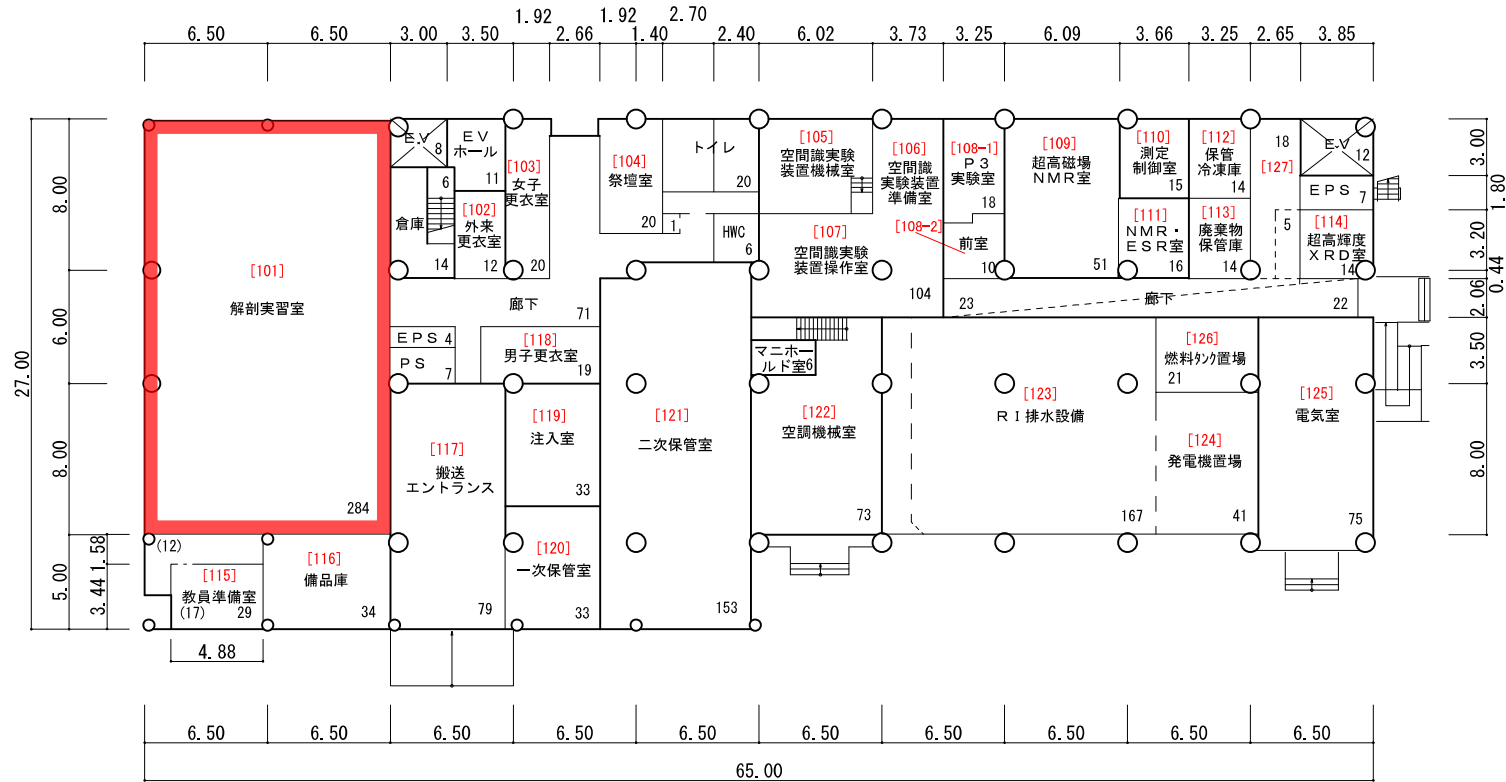 1.92 1.92 2.70
6.50 6.50 3.00 3.50 2.66 1.40 2.40 6.02 3.73 3.25 6.09 3.66 3.25 2.65 3.85
27.00
8.00
6.00
8.00
5.00
1.58
3.44
[101]
解剖実習室
284
E.V
8
EV
ホール
11
6
倉庫
14
[102]
外来
更衣室
12
[103]
女子
更衣室
20
[104]
祭壇室
20
トイレ
20
1
HWC
6
[105]
空間識実験
装置機械室
[106]
空間識
実験装置
準備室
[107]
空間識実験
装置操作室
104
[108-1]
P3
実験室
18
[108-2]
前室
10
[109]
超高磁場
NMR室
51
[110]
測定
制御室
15
[111]
NMR・
ESR室
16
[112]
保管
冷凍庫
14
[113]
廃棄物
保管庫
14
18
[127]
5
E.V
12
EPS
7
[114]
超高輝度
XRD室
14
廊下
71
23
廊下
22
EPS 4
PS
7
[118]
男子更衣室
19
[115]
教員準備室
(12)
(17) 29
[116]
備品庫
34
[117]
搬送
エントランス
79
[119]
注入室
33
[120]
一次保管室
33
[121]
二次保管室
153
マニホー
ルド室6
[122]
空調機械室
73
[123]
RI排水設備
167
[126]
燃料タンク置場
21
[124]
発電機置場
41
[125]
電気室
75
3.00
1.80
3.20
0.44
2.06
3.50
8.00
4.88
6.50 6.50 6.50 6.50 6.50 6.50 6.50 6.50 6.50 6.50
65.00